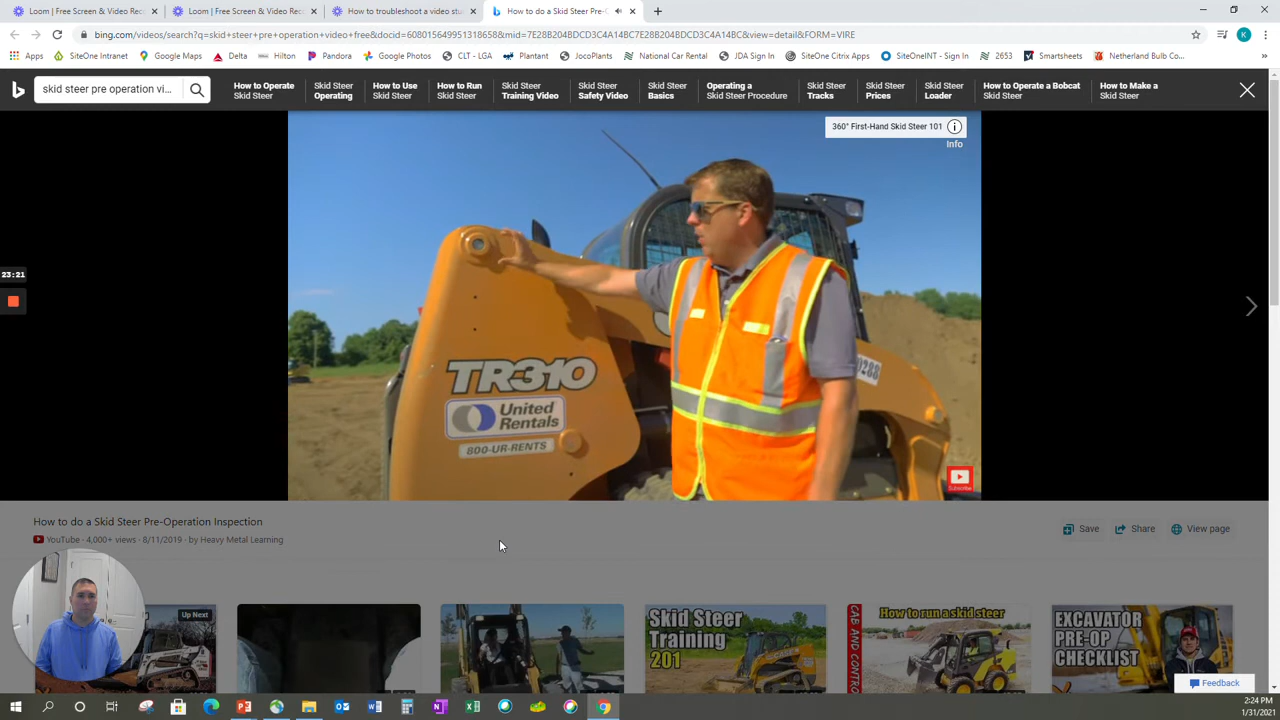 Loom | Free Screen & Video Rec
Loom | Free Screen & Video Rec
How to troubleshoot a video stu
How to do a Skid Steer Pre-O
bing.com/videos/search?q=skid+steer+pre+operation+video+free&docid=608015649951318658&mid=7E28B204BDCD3C4A14BC7E28B204BDCD3C4A14BC&view=detail&FORM=VIRE
K
Apps
SiteOne Intranet
Google Maps
Delta
Hilton
Pandora
Google Photos
CLT - LGA
Plantant
JocoPlants
National Car Rental
JDA Sign In
SiteOne Citrix Apps
SiteOneINT - Sign In
2653
Smartsheets
Netherland Bulb Co...
»
skid steer pre operation vi...
How to Operate
Skid Steer
Skid Steer
Operating
How to Use
Skid Steer
How to Run
Skid Steer
Skid Steer
Training Video
Skid Steer
Safety Video
Skid Steer
Basics
Operating a
Skid Steer Procedure
Skid Steer
Tracks
Skid Steer
Prices
Skid Steer
Loader
How to Operate a Bobcat
Skid Steer
How to Make a
Skid Steer
360° First-Hand Skid Steer 101
Info
23:21
TR310
United
Rentals
800-UR-RENTS
0288
Subscribe
How to do a Skid Steer Pre-Operation Inspection
YouTube · 4,000+ views · 8/11/2019 · by Heavy Metal Learning
Save
Share
View page
Up Next
Skid Steer
Training
201
CAB AND CONTRO
How to run a skid steer
EXCAVATOR
PRE-OP
CHECKLIST
Feedback
2:24 PM
1/31/2021